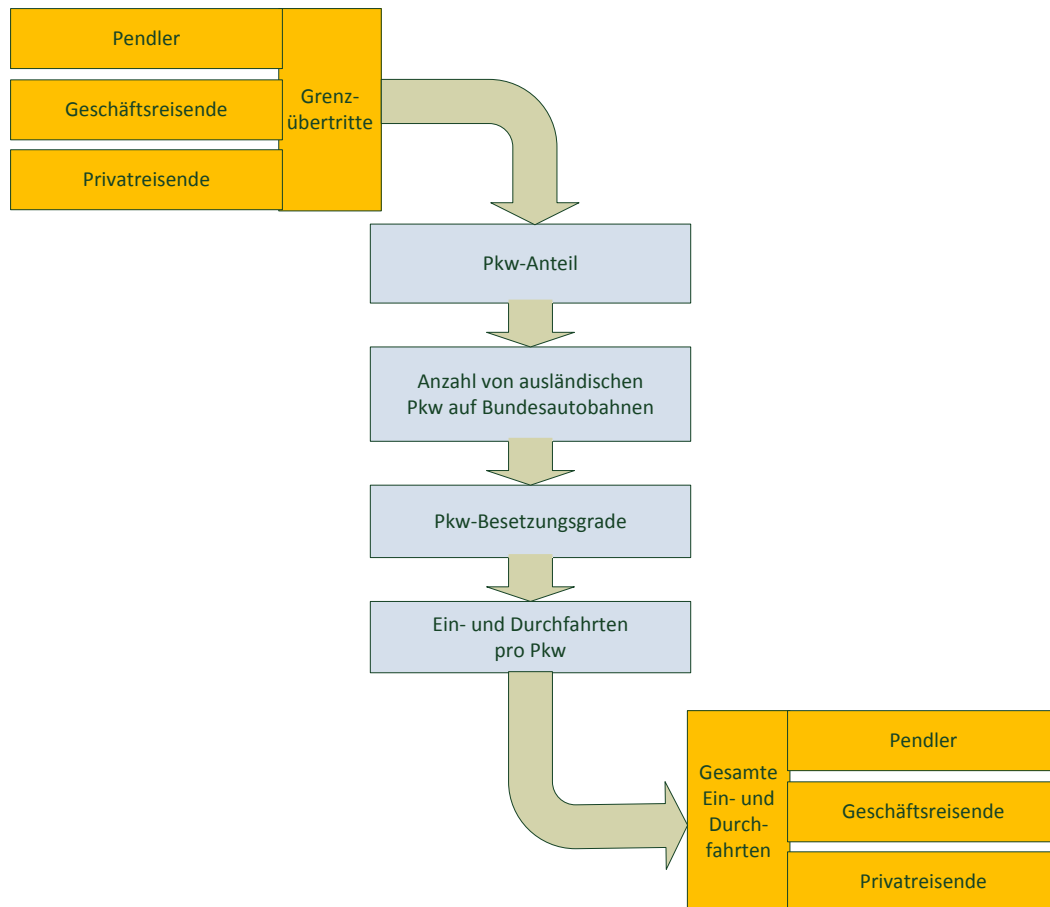 Pendler
Geschäftsreisende
Privatreisende
Grenz-
übertritte
Pkw-Anteil
Anzahl von ausländischen
Pkw auf Bundesautobahnen
Pkw-Besetzungsgrade
Ein- und Durchfahrten
pro Pkw
Gesamte
Ein- und
Durch-
fahrten
Pendler
Geschäftsreisende
Privatreisende